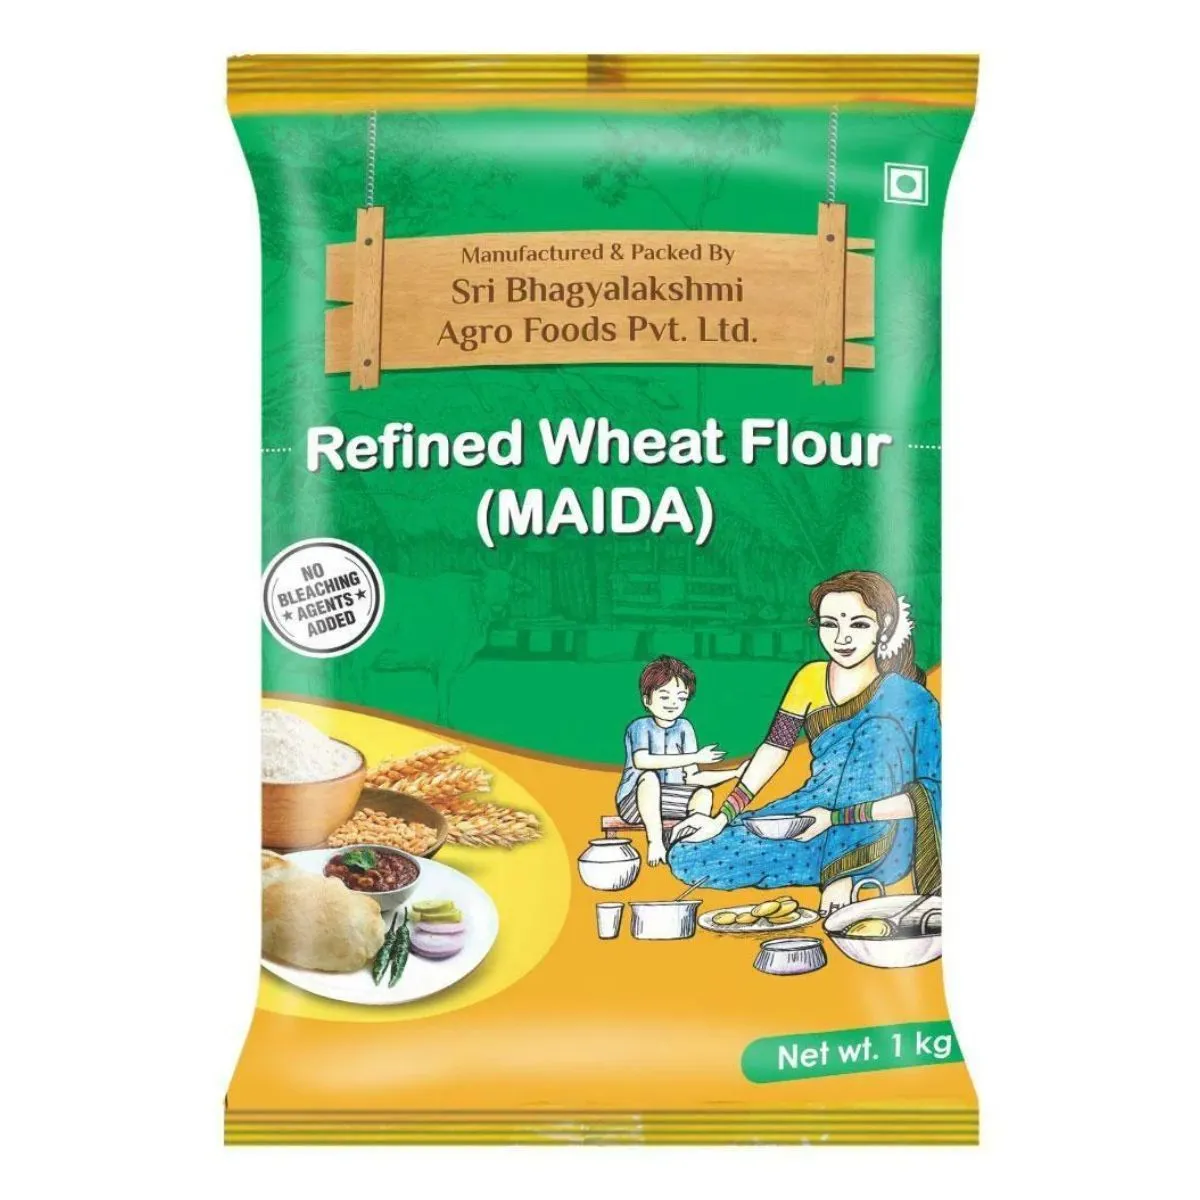 Manufactured & Packed By
Sri Bhagyalakshmi
Agro Foods Pvt. Ltd.
Refined Wheat Flour
(MAIDA)
NO
BLEACHING
★ AGENTS ★
ADDED
Net wt. 1 kg